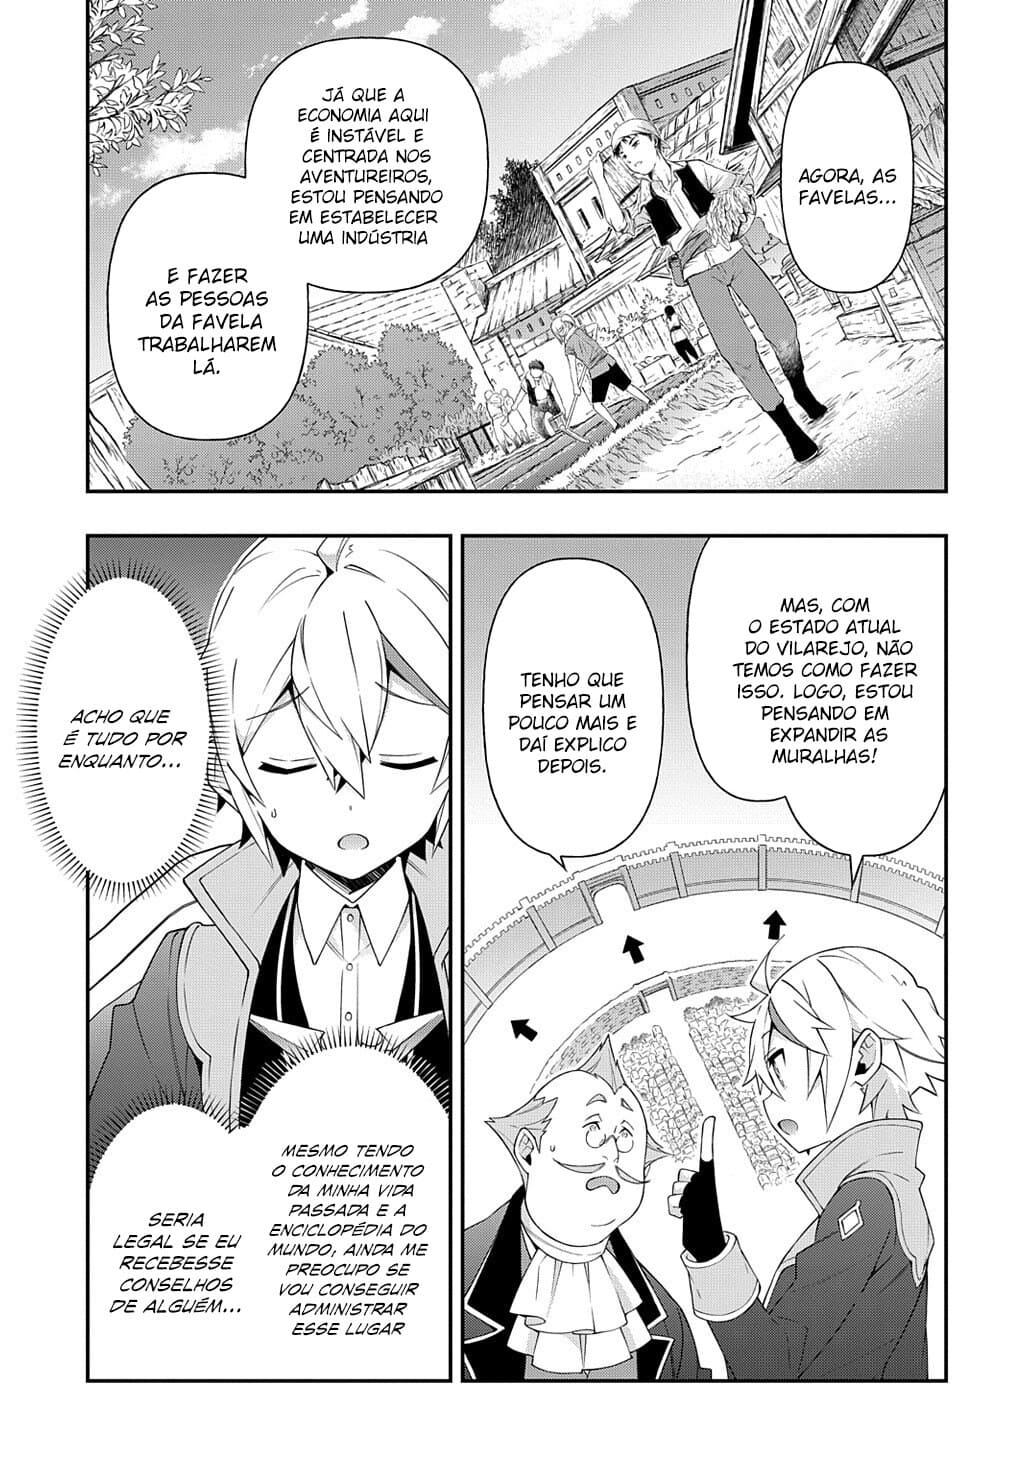 AGORA, AS
FAVELAS...
JÁ QUE A
ECONOMIA AQUI
É INSTÁVEL E
CENTRADA NOS
AVENTUREIROS,
ESTOU PENSANDO
EM ESTABELECER
UMA INDÚSTRIA
E FAZER
AS PESSOAS
DA FAVELA
TRABALHAREM
LÁ.
MAS, COM
O ESTADO ATUAL
DO VILAREJO, NÃO
TEMOS COMO FAZER
ISSO. LOGO, ESTOU
PENSANDO EM
EXPANDIR AS
MURALHAS!
TENHO QUE
PENSAR UM
POUCO MAIS E
DAÍ EXPLICO
DEPOIS.
ACHO QUE
É TUDO POR
ENQUANTO...
MESMO TENDO
O CONHECIMENTO
DA MINHA VIDA
PASSADA E A
ENCICLOPÉDIA DO
MUNDO; AINDA ME
PREOCUPO SE
VOU CONSEGUIR
ADMINISTRAR
ESSE LUGAR
SERIA
LEGAL SE EU
RECEBESSE
CONSELHOS
DE ALGUÉM...